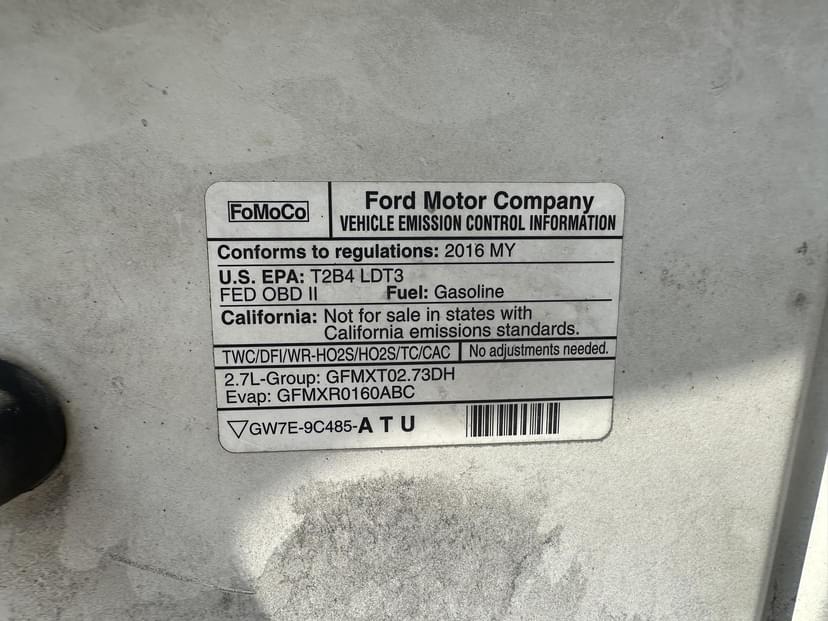 FoMoCo
Ford Motor Company
VEHICLE EMISSION CONTROL INFORMATION
Conforms to regulations: 2016 MY
U.S. EPA: T2B4 LDT3
FED OBD II Fuel: Gasoline
California: Not for sale in states with
California emissions standards.
TWC/DFI/WR-HO2S/HO2S/TC/CAC No adjustments needed.
2.7L-Group: GFMXT02.73DH
Evap: GFMXR0160ABC
GW7E-9C485-A T U